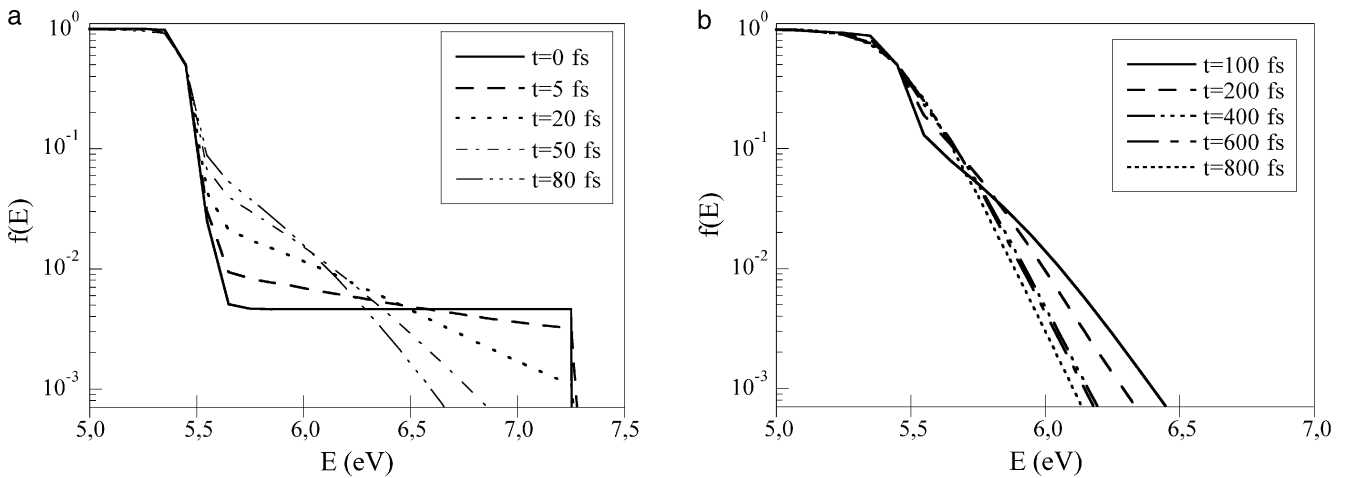 a
f(E)
10^0
10^-1
10^-2
10^-3
t=0 fs
t=5 fs
t=20 fs
t=50 fs
t=80 fs
5,0 5,5 6,0 6,5 7,0 7,5
E (eV)
b
f(E)
10^0
10^-1
10^-2
10^-3
t=100 fs
t=200 fs
t=400 fs
t=600 fs
t=800 fs
5,0 5,5 6,0 6,5 7,0
E (eV)